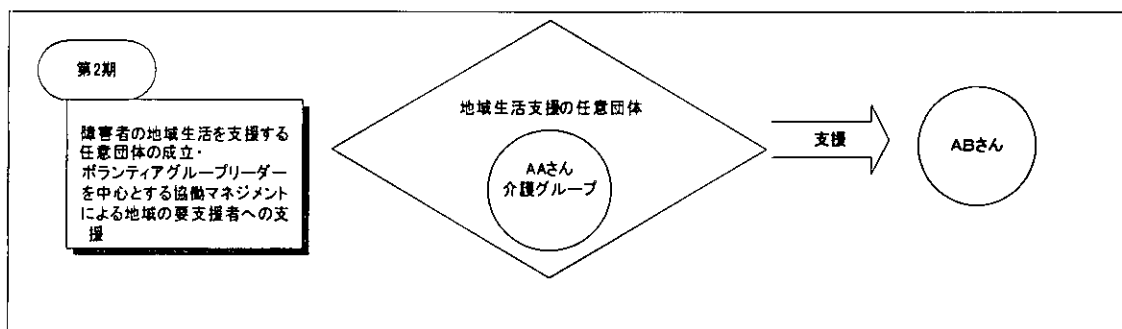 第2期
障害者の地域生活を支援する
任意団体の成立・
ボランティアグループリーダー
を中心とする協働マネジメント
による地域の要支援者への支
援
地域生活支援の任意団体
AAさん
介護グループ
支援
ABさん